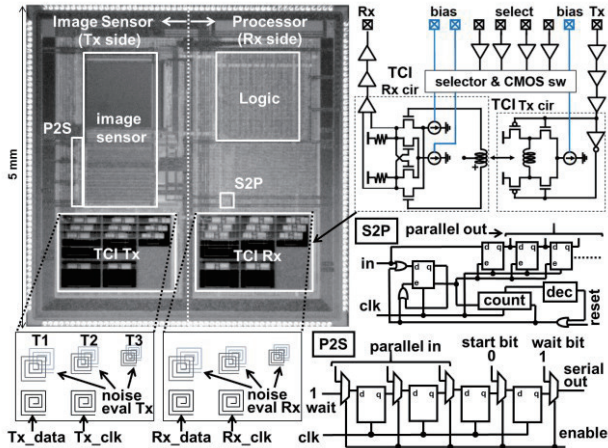 Image Sensor
(Tx side)
Processor
(Rx side)
5 mm
P2S
image
sensor
Logic
S2P
TCI Tx
TCI Rx
T1
T2
T3
noise
eval Tx
Tx_data
Tx_clk
noise
eval Rx
Rx_data
Rx_clk
Rx
bias
select
bias
Tx
TCI
Rx cir
selector & CMOS sw
TCI Tx cir
S2P
parallel out
in
d q
e
d q
e
d q
e
d q
e
clk
count
dec
reset
P2S
parallel in
start bit
0
wait bit
1
serial
out
1
wait
d q
d q
d q
d q
clk
enable